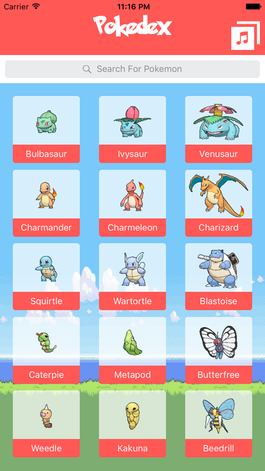 Carrier 11:16 PM
Pokedex
Search For Pokemon
Bulbasaur Ivysaur Venusaur
Charmander Charmeleon Charizard
Squirtle Wartortle Blastoise
Caterpie Metapod Butterfree
Weedle Kakuna Beedrill